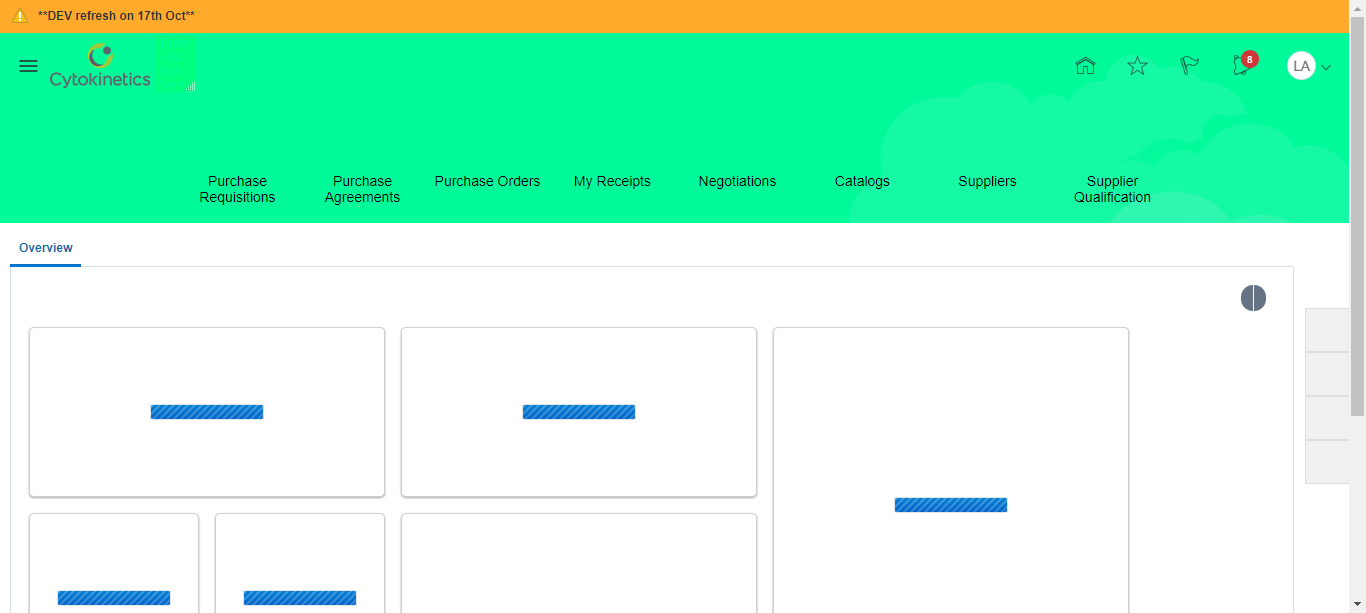 **DEV refresh on 17th Oct**
Cytokinetics
8
LA
Purchase
Requisitions
Purchase
Agreements
Purchase Orders
My Receipts
Negotiations
Catalogs
Suppliers
Supplier
Qualification
Overview